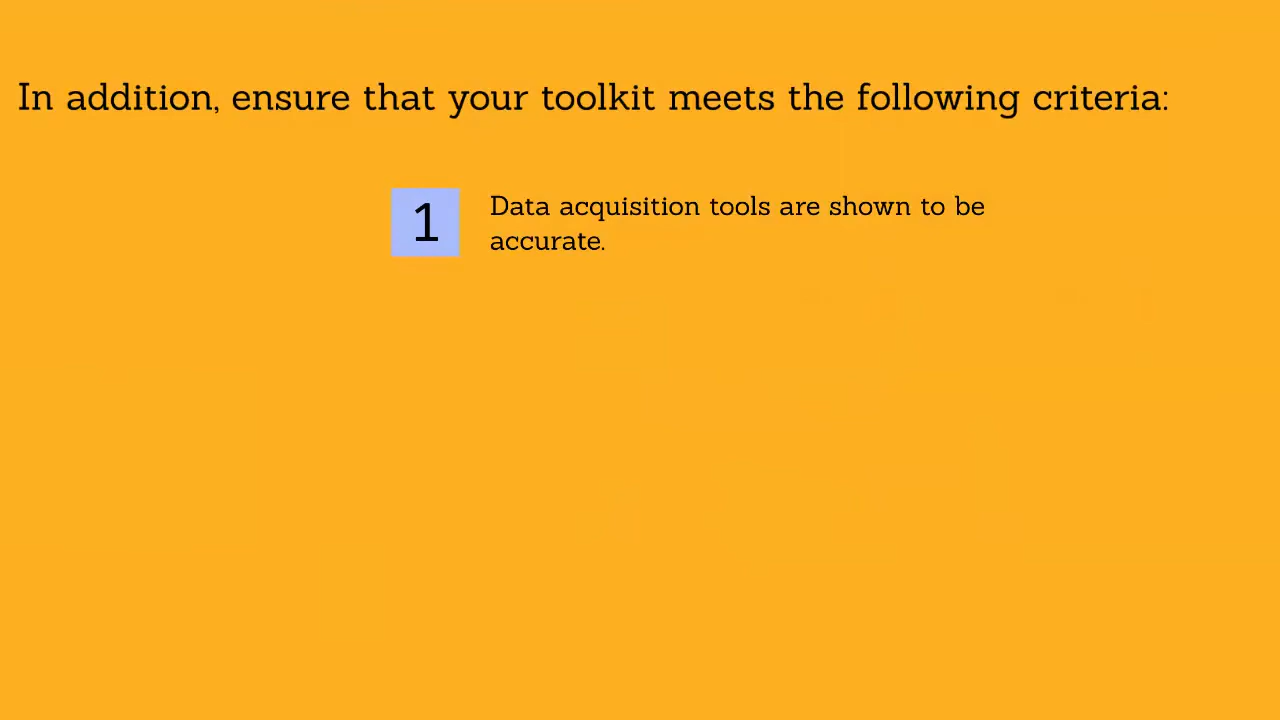 In addition, ensure that your toolkit meets the following criteria:
1
Data acquisition tools are shown to be
accurate.